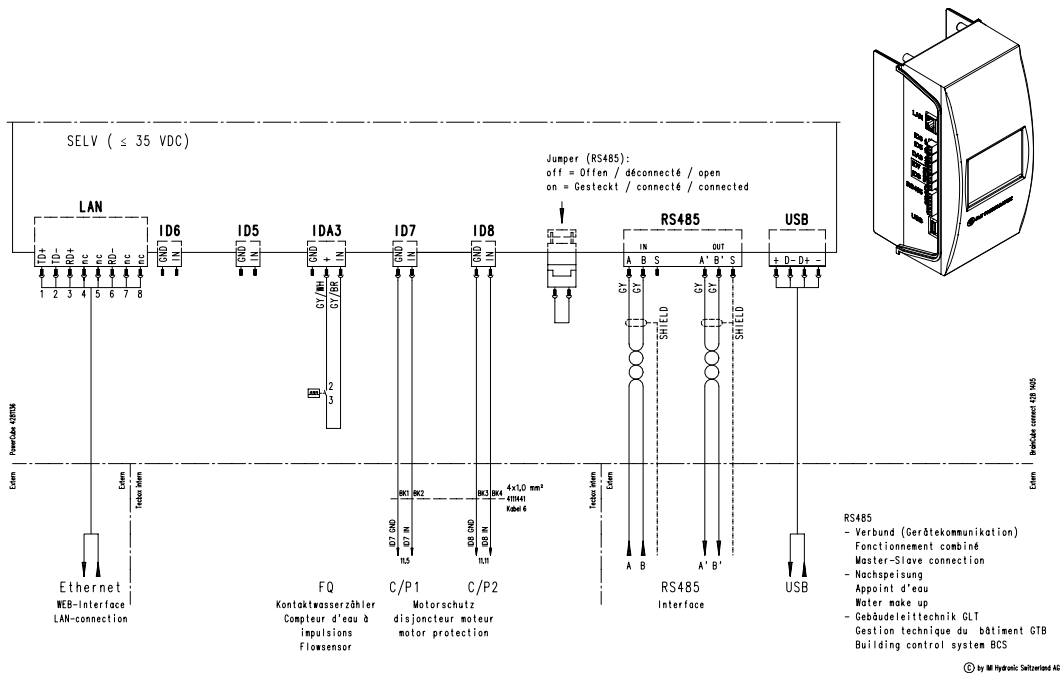 SELV ( ≤ 35 VDC)
Jumper (RS485):
off = Offen / déconnecté / open
on = Gesteckt / connecté / connected
LAN
ID6
ID5
IDA3
ID7
ID8
RS485
USB
TD+
TD-
RD+
nc
nc
RD-
nc
nc
GND
IN
GND
IN
GND
+
IN
GND
IN
GND
IN
IN
OUT
A B S
A' B' S
+ D- D+ -
1 2 3 4 5 6 7 8
GY/WH
GY/BR
GY
GY
GY
GY
SHIELD
SHIELD
2
3
PowerCube 42B1136
BrainCube connect 42B 1405
Extern
Extern
Tecbox intern
Tecbox intern
Extern
Extern
BK1
BK2
BK3
BK4
4x1,0 mm²
4111441
Kabel 6
ID7 GND
ID7 IN
ID8 GND
ID8 IN
11,5
11,11
A B
A' B'
Ethernet
WEB-Interface
LAN-connection
FQ
Kontaktwasserzähler
Compteur d'eau à
impulsions
Flowsensor
C/P1
C/P2
Motorschutz
disjoncteur moteur
motor protection
RS485
Interface
USB
RS485
- Verbund (Gerätekommunikation)
Fonctionnement combiné
Master-Slave connection
- Nachspeisung
Appoint d'eau
Water make up
- Gebäudeleittechnik GLT
Gestion technique du bâtiment GTB
Building control system BCS
LAN
USB
© by IMI Hydronic Switzerland AG